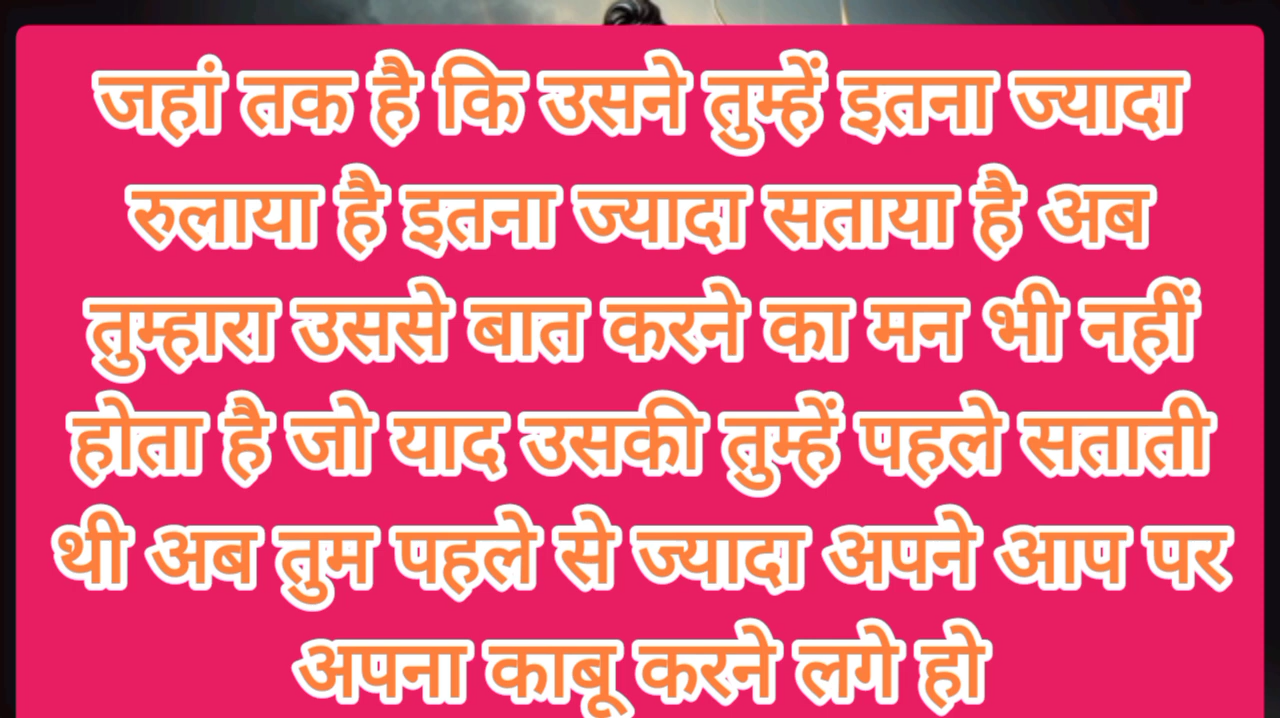 जहां तक है कि उसने तुम्हें इतना ज्यादा
रुलाया है इतना ज्यादा सताया है अब
तुम्हारा उससे बात करने का मन भी नहीं
होता है जो याद उसकी तुम्हें पहले सताती
थी अब तुम पहले से ज्यादा अपने आप पर
अपना काबू करने लगे हो